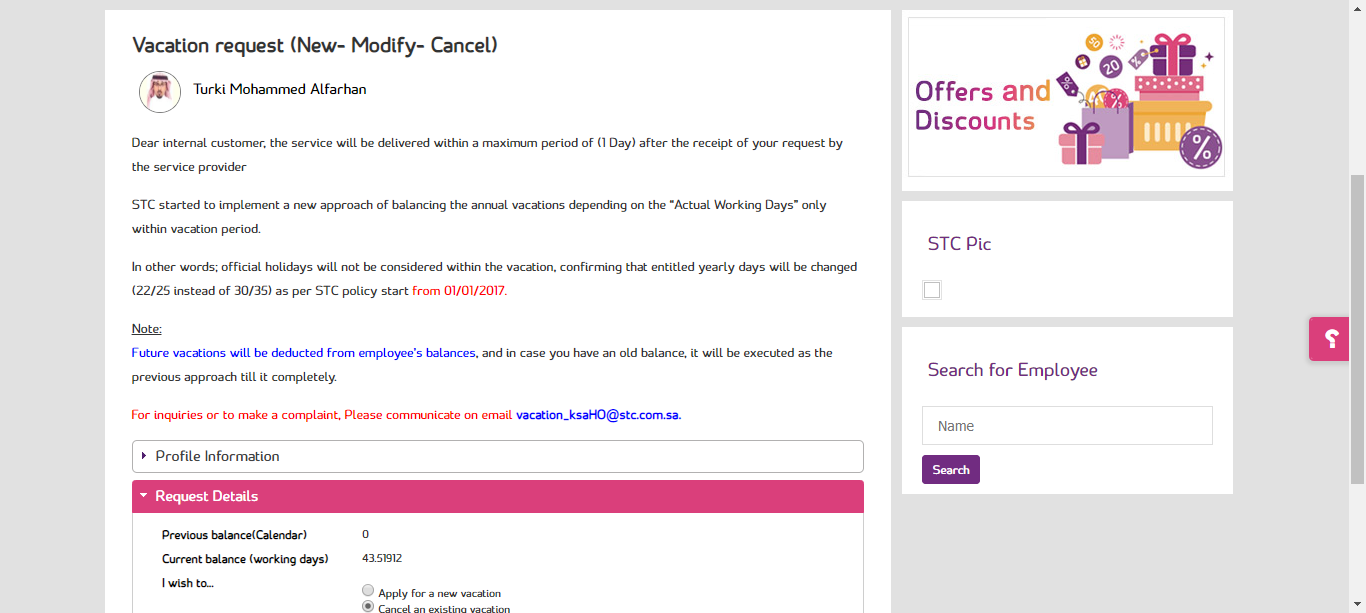 Vacation request (New- Modify- Cancel)
Turki Mohammed Alfarhan
Dear internal customer, the service will be delivered within a maximum period of (1 Day) after the receipt of your request by
the service provider
STC started to implement a new approach of balancing the annual vacations depending on the “Actual Working Days” only
within vacation period.
In other words; official holidays will not be considered within the vacation, confirming that entitled yearly days will be changed
(22/25 instead of 30/35) as per STC policy start from 01/01/2017.
Note:
Future vacations will be deducted from employee’s balances, and in case you have an old balance, it will be executed as the
previous approach till it completely.
For inquiries or to make a complaint, Please communicate on email vacation_ksaHO@stc.com.sa.
Profile Information
Request Details
Previous balance(Calendar) 0
Current balance (working days) 43.51912
I wish to...
Apply for a new vacation
Cancel an existing vacation
Offers and
Discounts
50
20
%
%
%
STC Pic
Search for Employee
Name
Search
؟